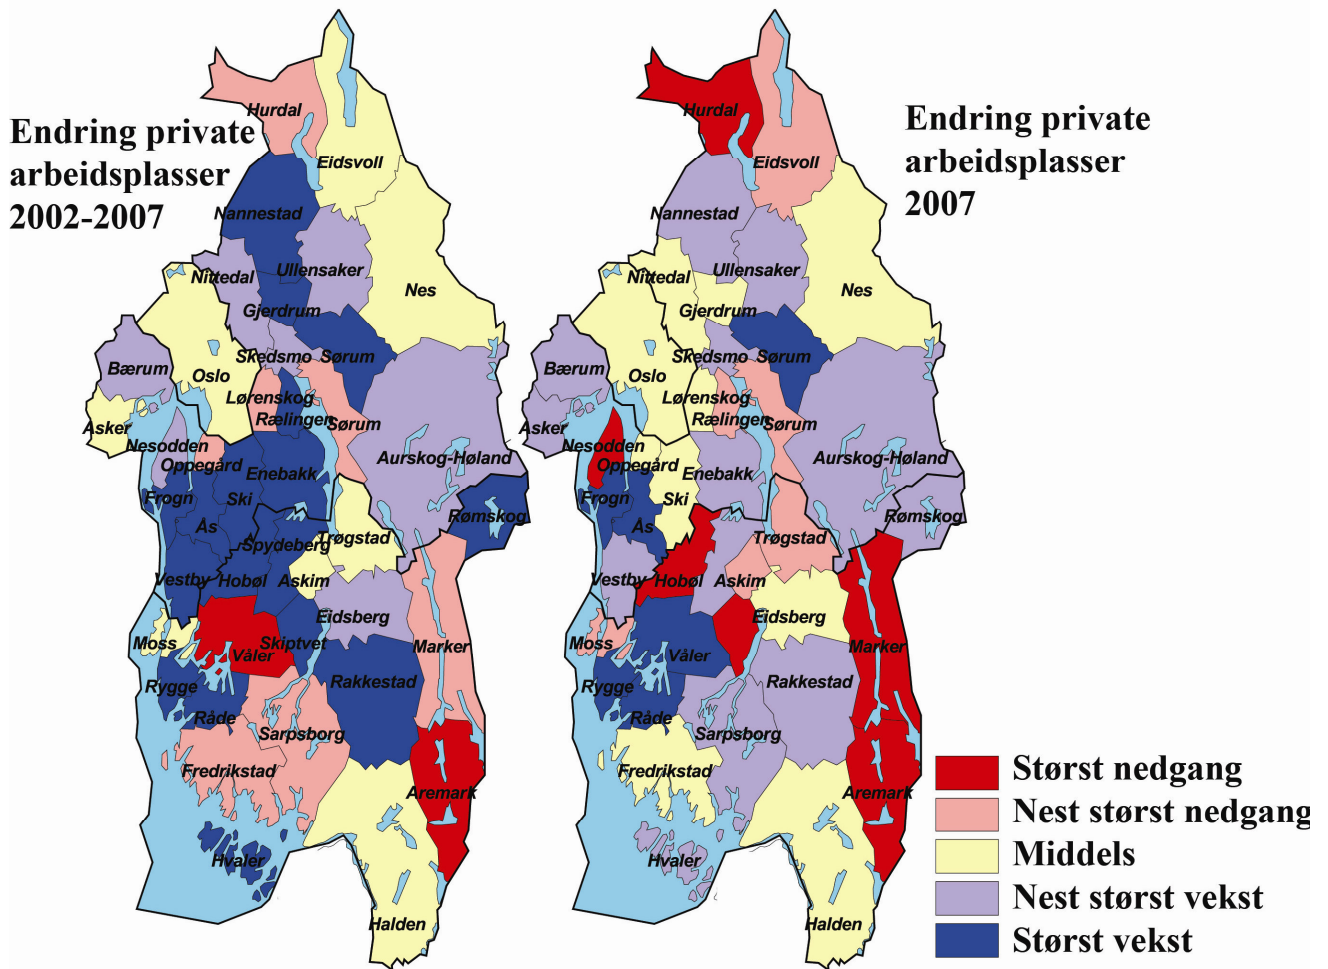 Endring private
arbeidsplasser
2002-2007
Hurdal
Eidsvoll
Nannestad
Ullensaker
Nittedal
Nes
Gjerdrum
Skedsmo
Sørum
Bærum
Oslo
Lørenskog
Rælingen
Sørum
Asker
Nesodden
Oppegård
Enebakk
Aurskog-Høland
Frogn
Ski
Ås
Rømskog
Spydeberg
Trøgstad
Vestby
Hobøl
Askim
Eidsberg
Moss
Våler
Skiptvet
Marker
Rygge
Rakkestad
Råde
Sarpsborg
Fredrikstad
Aremark
Hvaler
Halden
Endring private
arbeidsplasser
2007
Hurdal
Eidsvoll
Nannestad
Ullensaker
Nittedal
Nes
Gjerdrum
Skedsmo
Sørum
Bærum
Oslo
Lørenskog
Rælingen
Sørum
Asker
Nesodden
Oppegård
Enebakk
Aurskog-Høland
Frogn
Ski
Ås
Rømskog
Trøgstad
Vestby
Hobøl
Askim
Eidsberg
Moss
Våler
Marker
Rygge
Rakkestad
Råde
Sarpsborg
Fredrikstad
Aremark
Hvaler
Halden
Størst nedgang
Nest størst nedgang
Middels
Nest størst vekst
Størst vekst